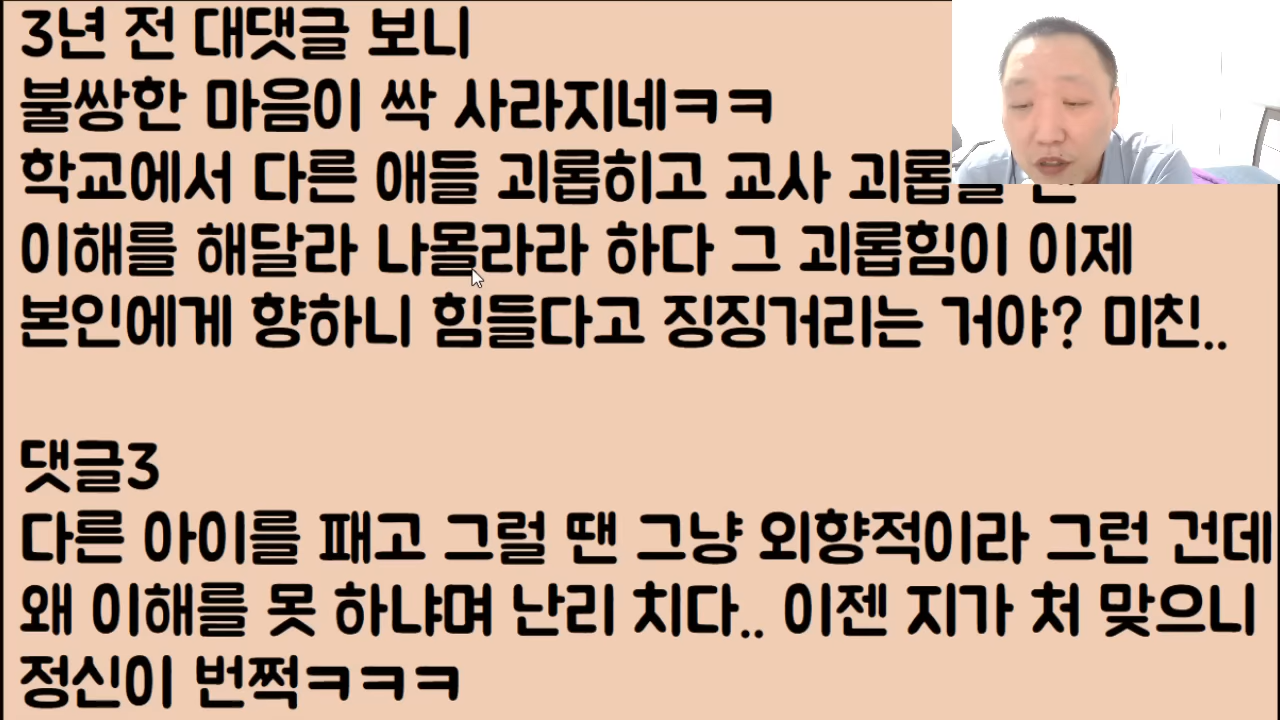 3년 전 대댓글 보니
불쌍한 마음이 싹 사라지네ㅋㅋ
학교에서 다른 애들 괴롭히고 교사 괴롭힐 땐
이해를 해달라 나몰라라 하다 그 괴롭힘이 이제
본인에게 향하니 힘들다고 징징거리는 거야? 미친..
댓글3
다른 아이를 패고 그럴 땐 그냥 외향적이라 그런 건데
왜 이해를 못 하냐며 난리 치다.. 이젠 지가 처 맞으니
정신이 번쩍ㅋㅋㅋ